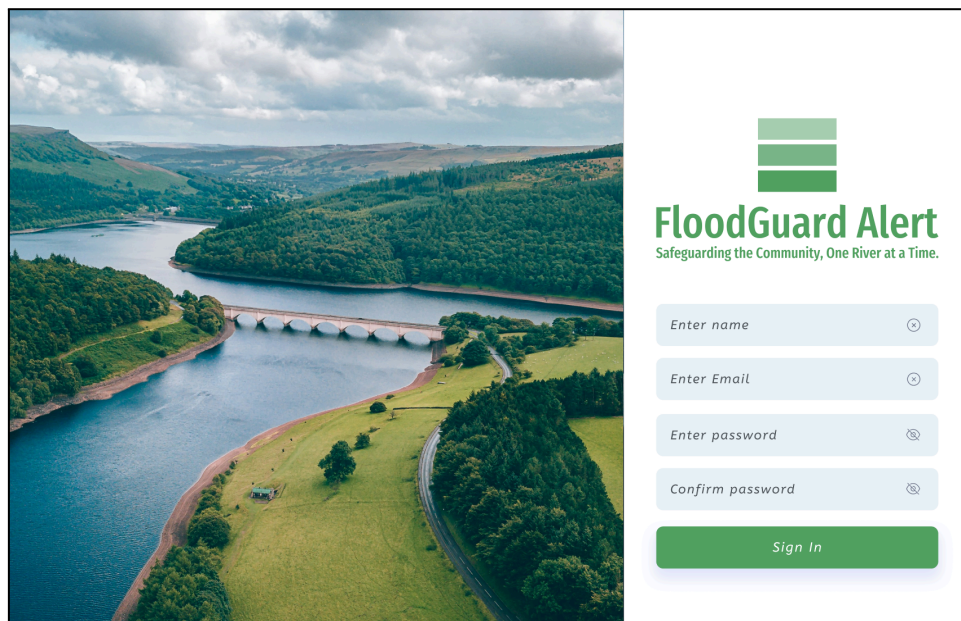 FloodGuard Alert
Safeguarding the Community, One River at a Time.
Enter name
Enter Email
Enter password
Confirm password
Sign In